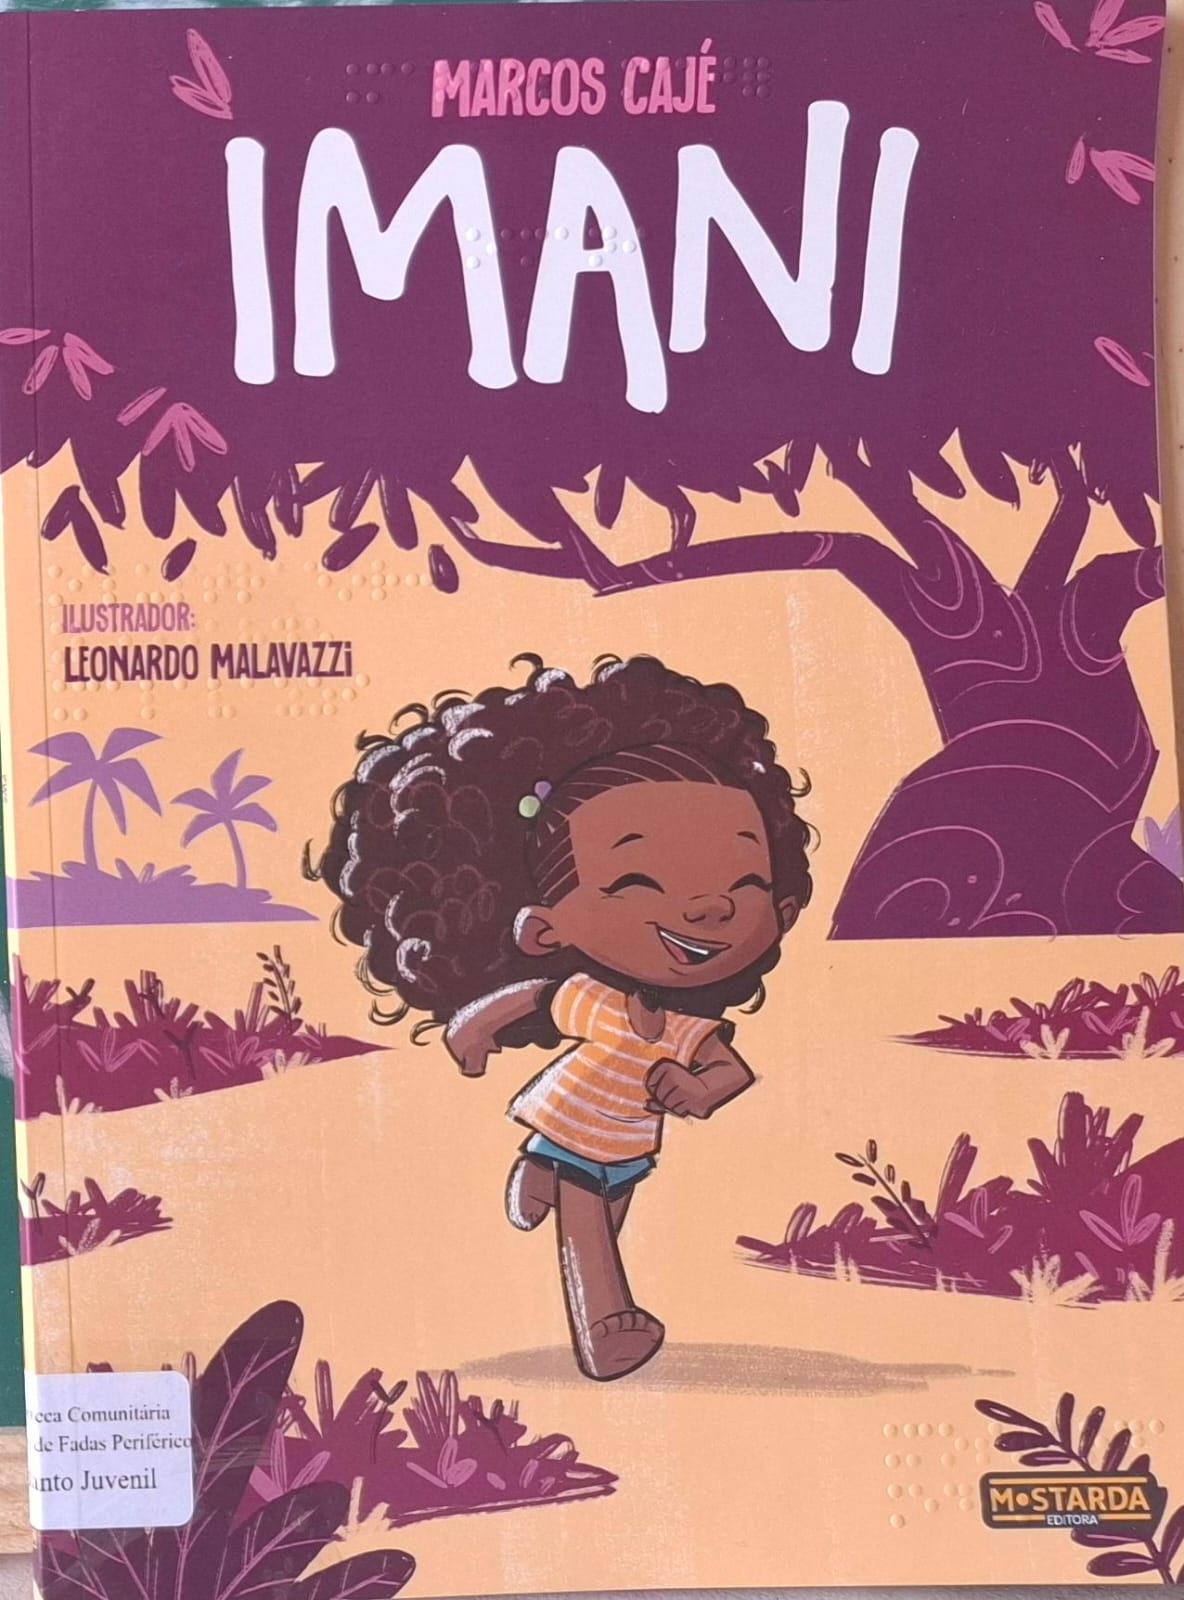 MARCOS CAJÉ
IMANI
ILUSTRADOR:
LEONARDO MALAVAZZi
Comunitária
de Fadas Periférico
Juvenil
MOSTARDA
EDITORA